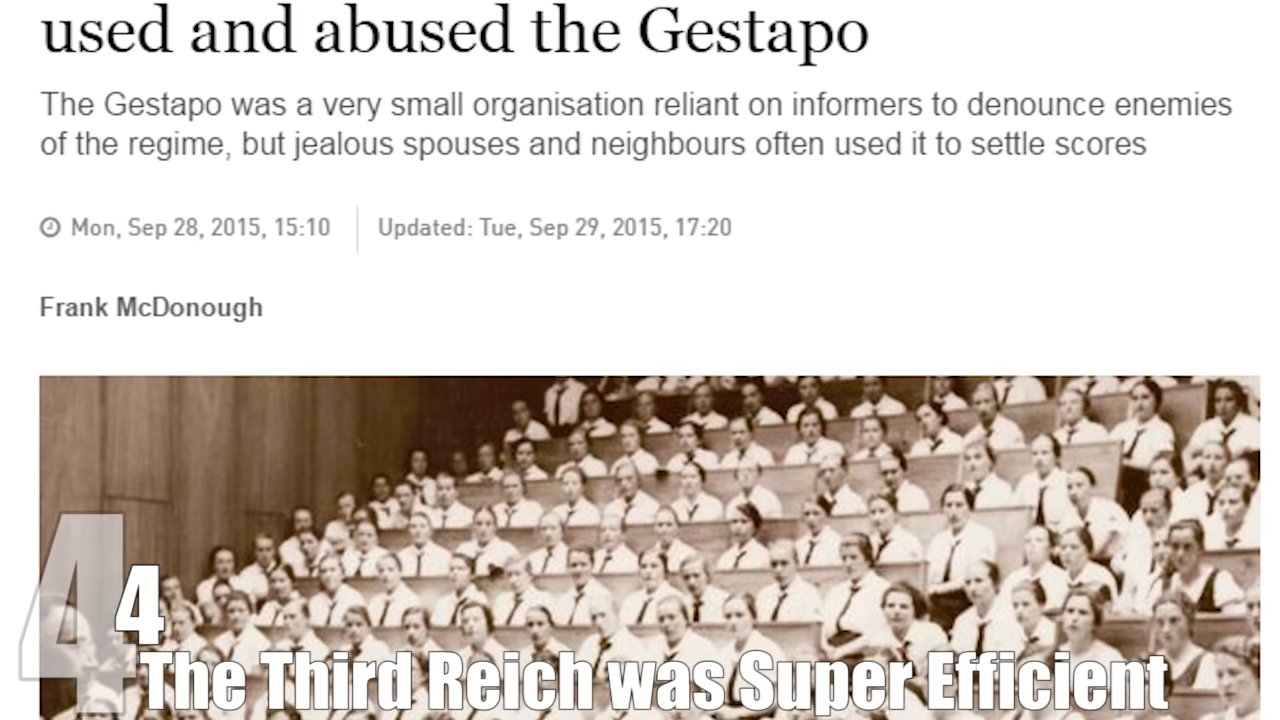 used and abused the Gestapo
The Gestapo was a very small organisation reliant on informers to denounce enemies
of the regime, but jealous spouses and neighbours often used it to settle scores
Mon, Sep 28, 2015, 15:10
Updated: Tue, Sep 29, 2015, 17:20
Frank McDonough
4
4
The Third Reich was Super Efficient